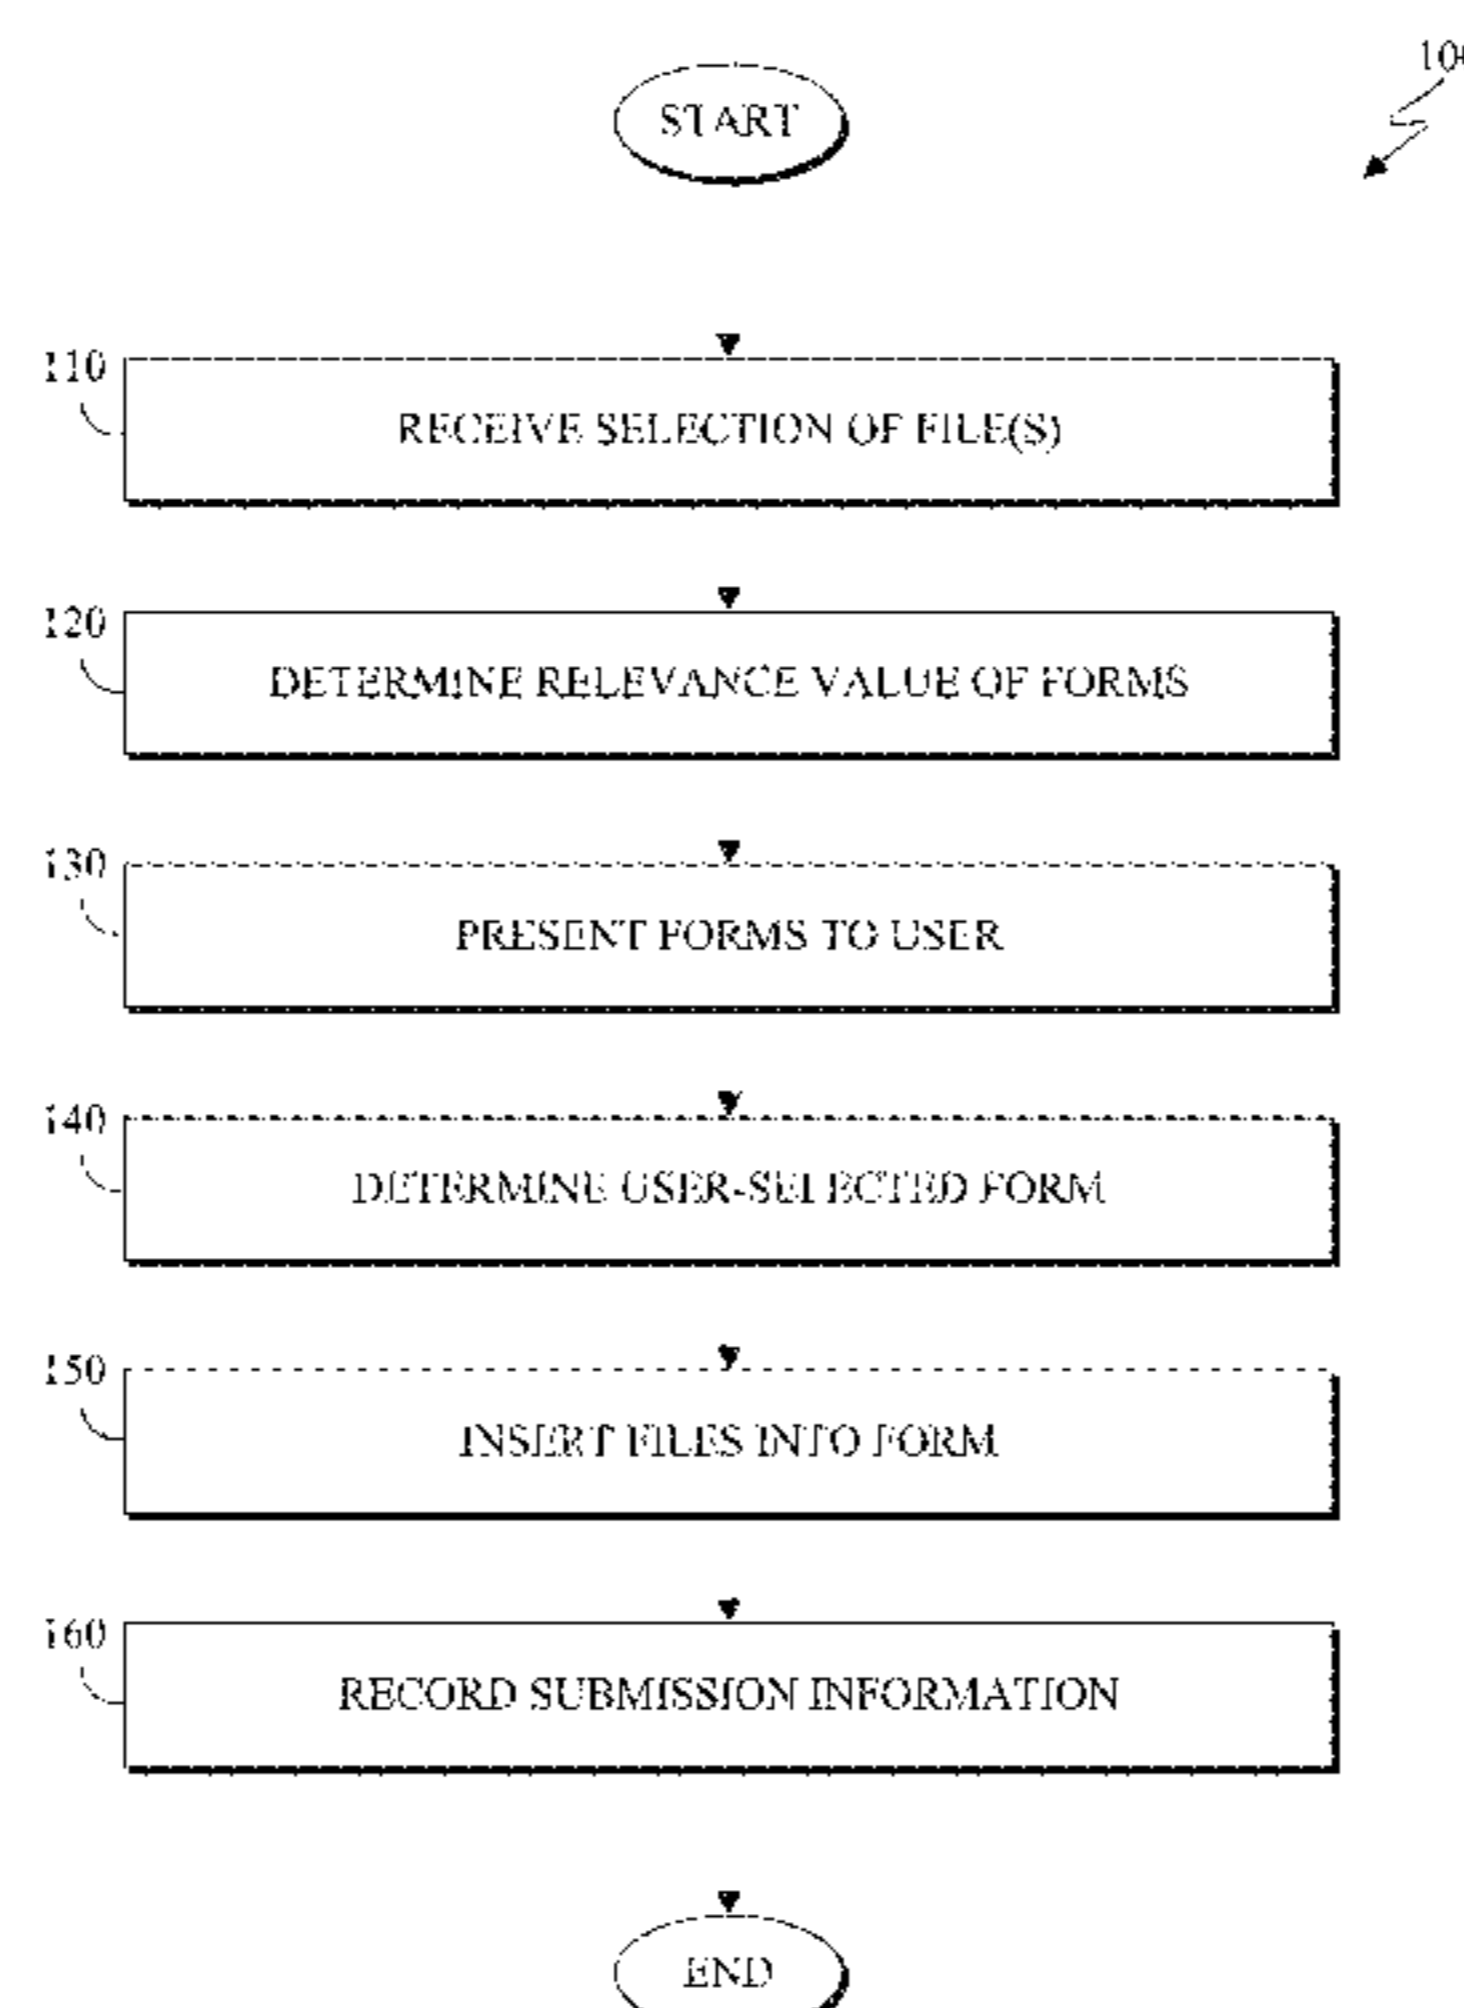 START
110
RECEIVE SELECTION OF FILE(S)
120
DETERMINE RELEVANCE VALUE OF FORMS
130
PRESENT FORMS TO USER
140
DETERMINE USER-SELECTED FORM
150
INSERT FILES INTO FORM
160
RECORD SUBMISSION INFORMATION
END